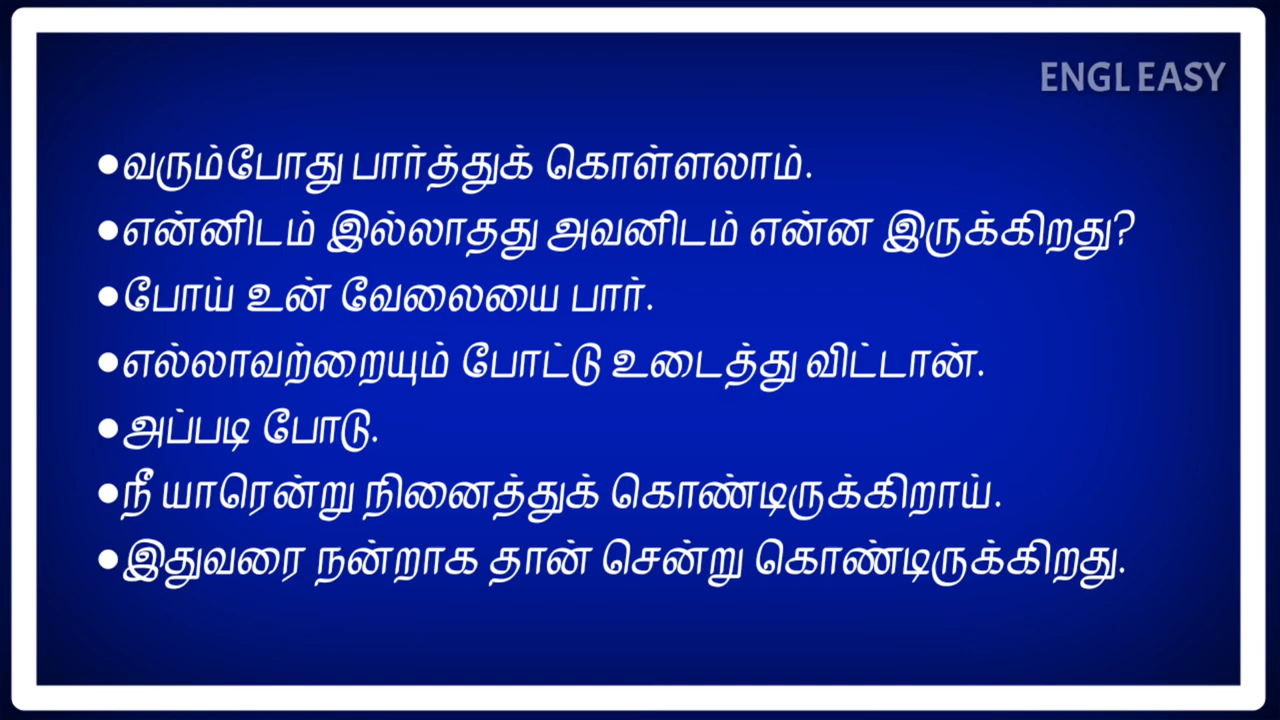 ENGL EASY
●வரும்போது பார்த்துக் கொள்ளலாம்.
●என்னிடம் இல்லாதது அவனிடம் என்ன இருக்கிறது?
●போய் உன் வேலையை பார்.
●எல்லாவற்றையும் போட்டு உடைத்து விட்டான்.
●அப்படி போடு.
●நீ யாரென்று நினைத்துக் கொண்டிருக்கிறாய்.
●இதுவரை நன்றாக தான் சென்று கொண்டிருக்கிறது.